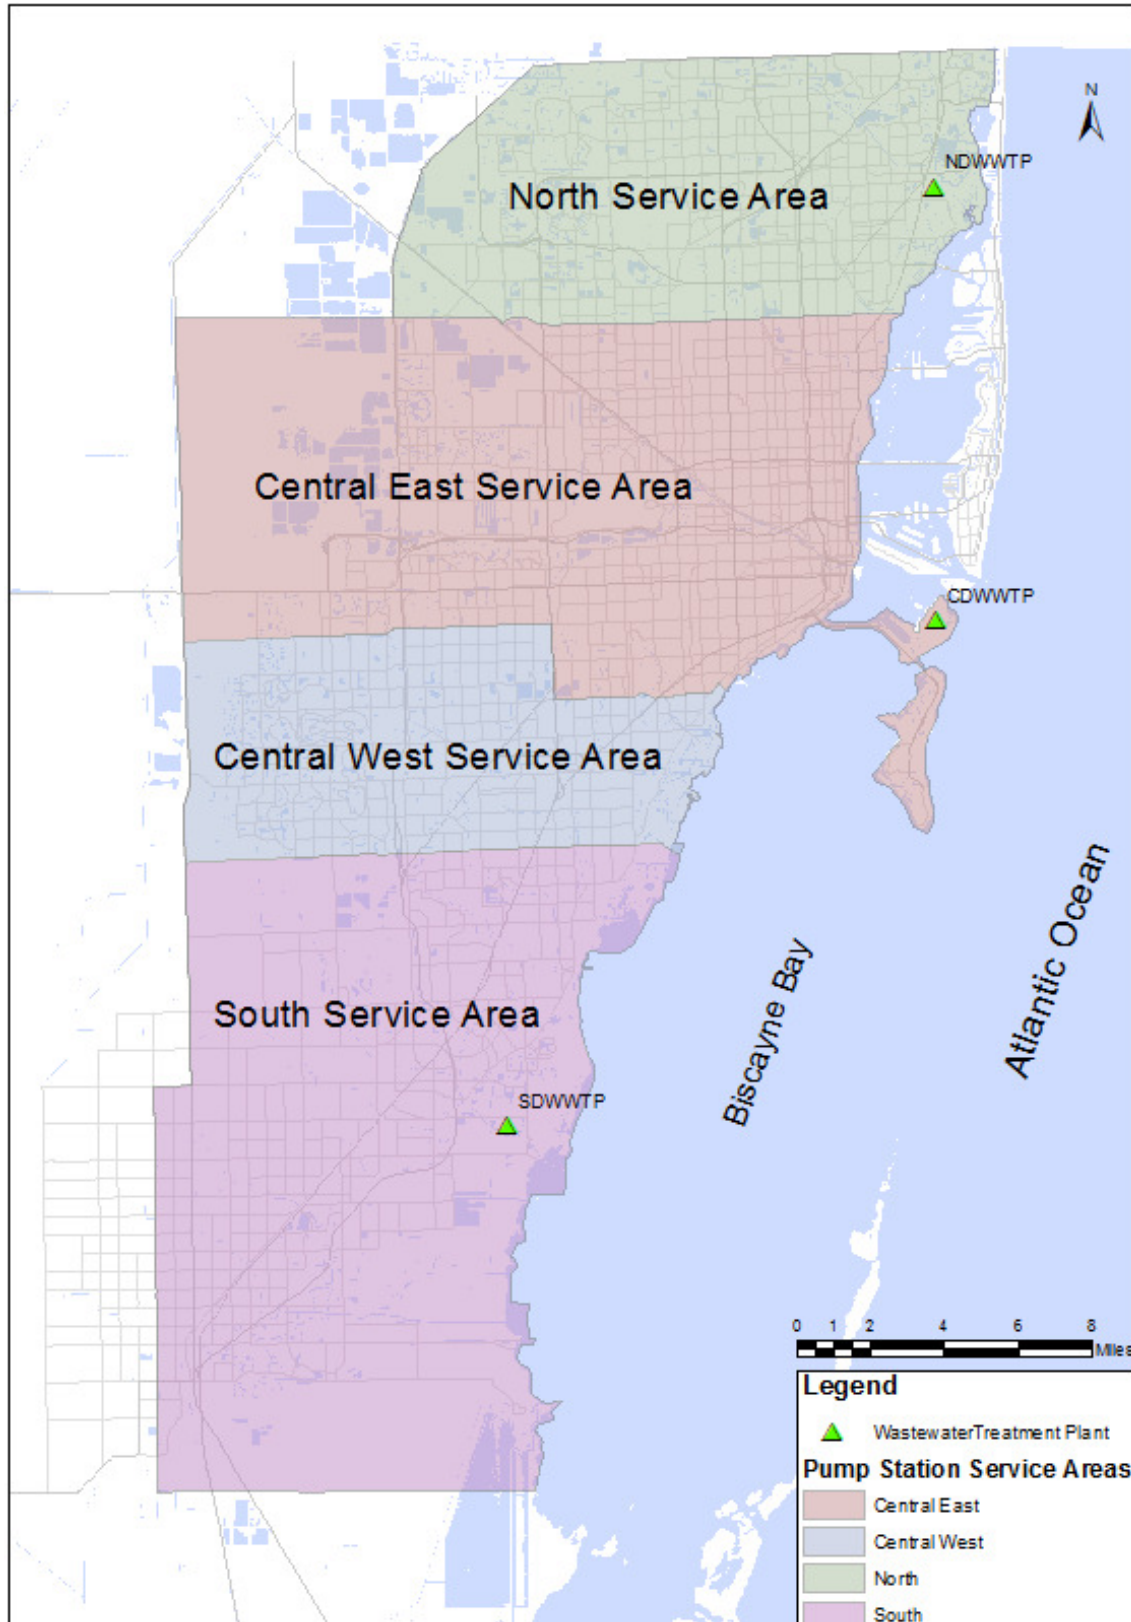 N
NDWWTP
North Service Area
Central East Service Area
CDWWTP
Central West Service Area
South Service Area
SDWWTP
Biscayne Bay
Atlantic Ocean
0 1 2 4 6 8
Miles
Legend
WastewaterTreatment Plant
Pump Station Service Areas
Central East
Central West
North
South